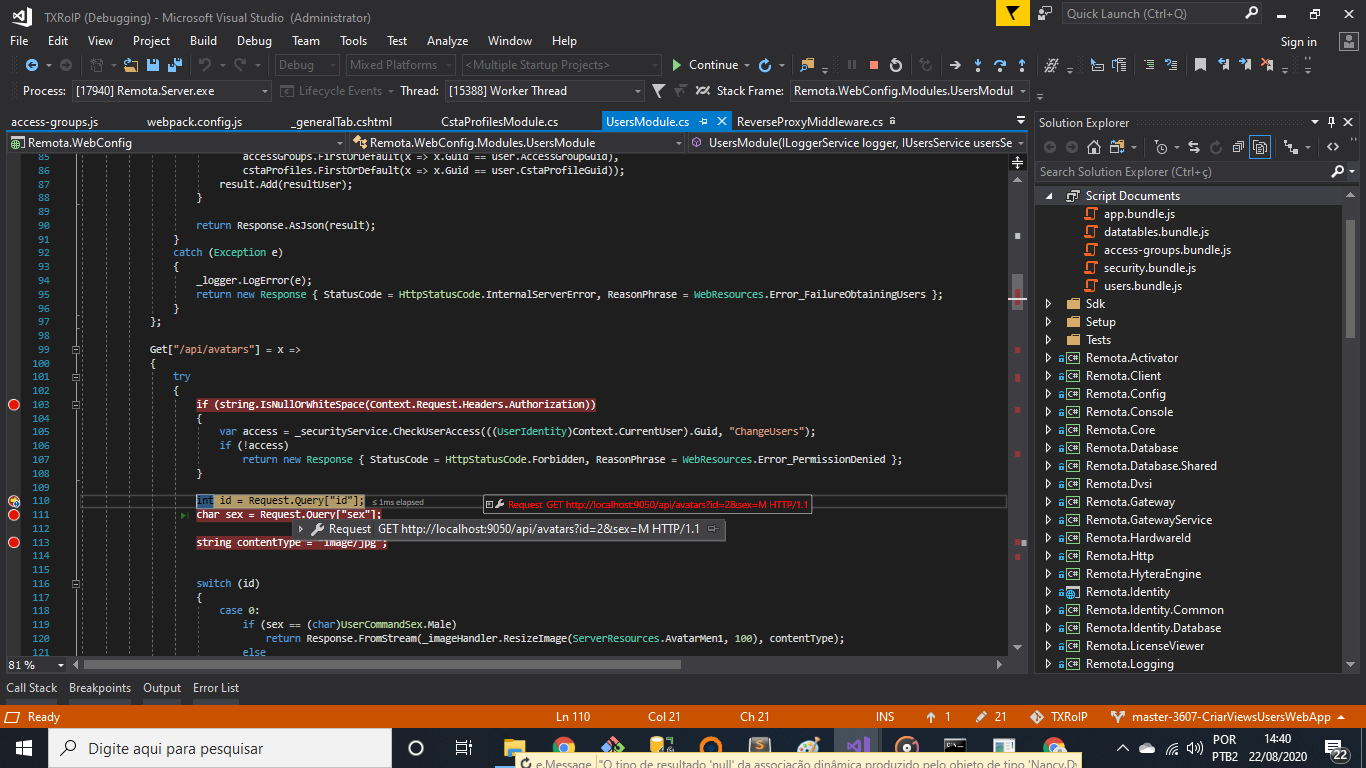 TXRoIP (Debugging) - Microsoft Visual Studio (Administrator)
Quick Launch (Ctrl+Q)
File Edit View Project Build Debug Team Tools Test Analyze Window Help
Sign in
Debug Mixed Platforms <Multiple Startup Projects> Continue
Process: [17940] Remota.Server.exe Lifecycle Events Thread: [15388] Worker Thread Stack Frame: Remota.WebConfig.Modules.UsersModul
access-groups.js webpack.config.js _generalTab.cshtml CstaProfilesModule.cs UsersModule.cs ReverseProxyMiddleware.cs
Remota.WebConfig Remota.WebConfig.Modules.UsersModule UsersModule(ILoggerService logger, IUsersService usersSe
85 accessGroups.FirstOrDefault(x => x.Guid == user.AccessGroupGuid),
86 cstaProfiles.FirstOrDefault(x => x.Guid == user.CstaProfileGuid));
87 result.Add(resultUser);
88 }
89
90 return Response.AsJson(result);
91 }
92 catch (Exception e)
93 {
94 _logger.LogError(e);
95 return new Response { StatusCode = HttpStatusCode.InternalServerError, ReasonPhrase = WebResources.Error_FailureObtainingUsers };
96 }
97 };
98
99 Get["/api/avatars"] = x =>
100 {
101 try
102 {
103 if (string.IsNullOrWhiteSpace(Context.Request.Headers.Authorization))
104 {
105 var access = _securityService.CheckUserAccess(((UserIdentity)Context.CurrentUser).Guid, "ChangeUsers");
106 if (!access)
107 return new Response { StatusCode = HttpStatusCode.Forbidden, ReasonPhrase = WebResources.Error_PermissionDenied };
108 }
109
110 int id = Request.Query["id"]; ≤ 1ms elapsed Request GET http://localhost:9050/api/avatars?id=2&sex=M HTTP/1.1
111 char sex = Request.Query["sex"];
112 Request GET http://localhost:9050/api/avatars?id=2&sex=M HTTP/1.1
113 string contentType = "image/jpg";
114
115
116 switch (id)
117 {
118 case 0:
119 if (sex == (char)UserCommandSex.Male)
120 return Response.FromStream(_imageHandler.ResizeImage(ServerResources.AvatarMen1, 100), contentType);
121 else
81 %
Solution Explorer
Search Solution Explorer (Ctrl+ç)
Script Documents
app.bundle.js
datatables.bundle.js
access-groups.bundle.js
security.bundle.js
users.bundle.js
Sdk
Setup
Tests
Remota.Activator
Remota.Client
Remota.Config
Remota.Console
Remota.Core
Remota.Database
Remota.Database.Shared
Remota.Dvsi
Remota.Gateway
Remota.GatewayService
Remota.HardwareId
Remota.Http
Remota.HyteraEngine
Remota.Identity
Remota.Identity.Common
Remota.Identity.Database
Remota.LicenseViewer
Remota.Logging
Call Stack Breakpoints Output Error List
Ready Ln 110 Col 21 Ch 21 INS 1 21 TXRoIP master-3607-CriarViewsUsersWebApp
Digite aqui para pesquisar
POR 14:40
PTB2 22/08/2020 22
e.Message "O tipo de resultado 'null' da associação dinâmica produzido pelo objeto de tipo 'Nancy.D